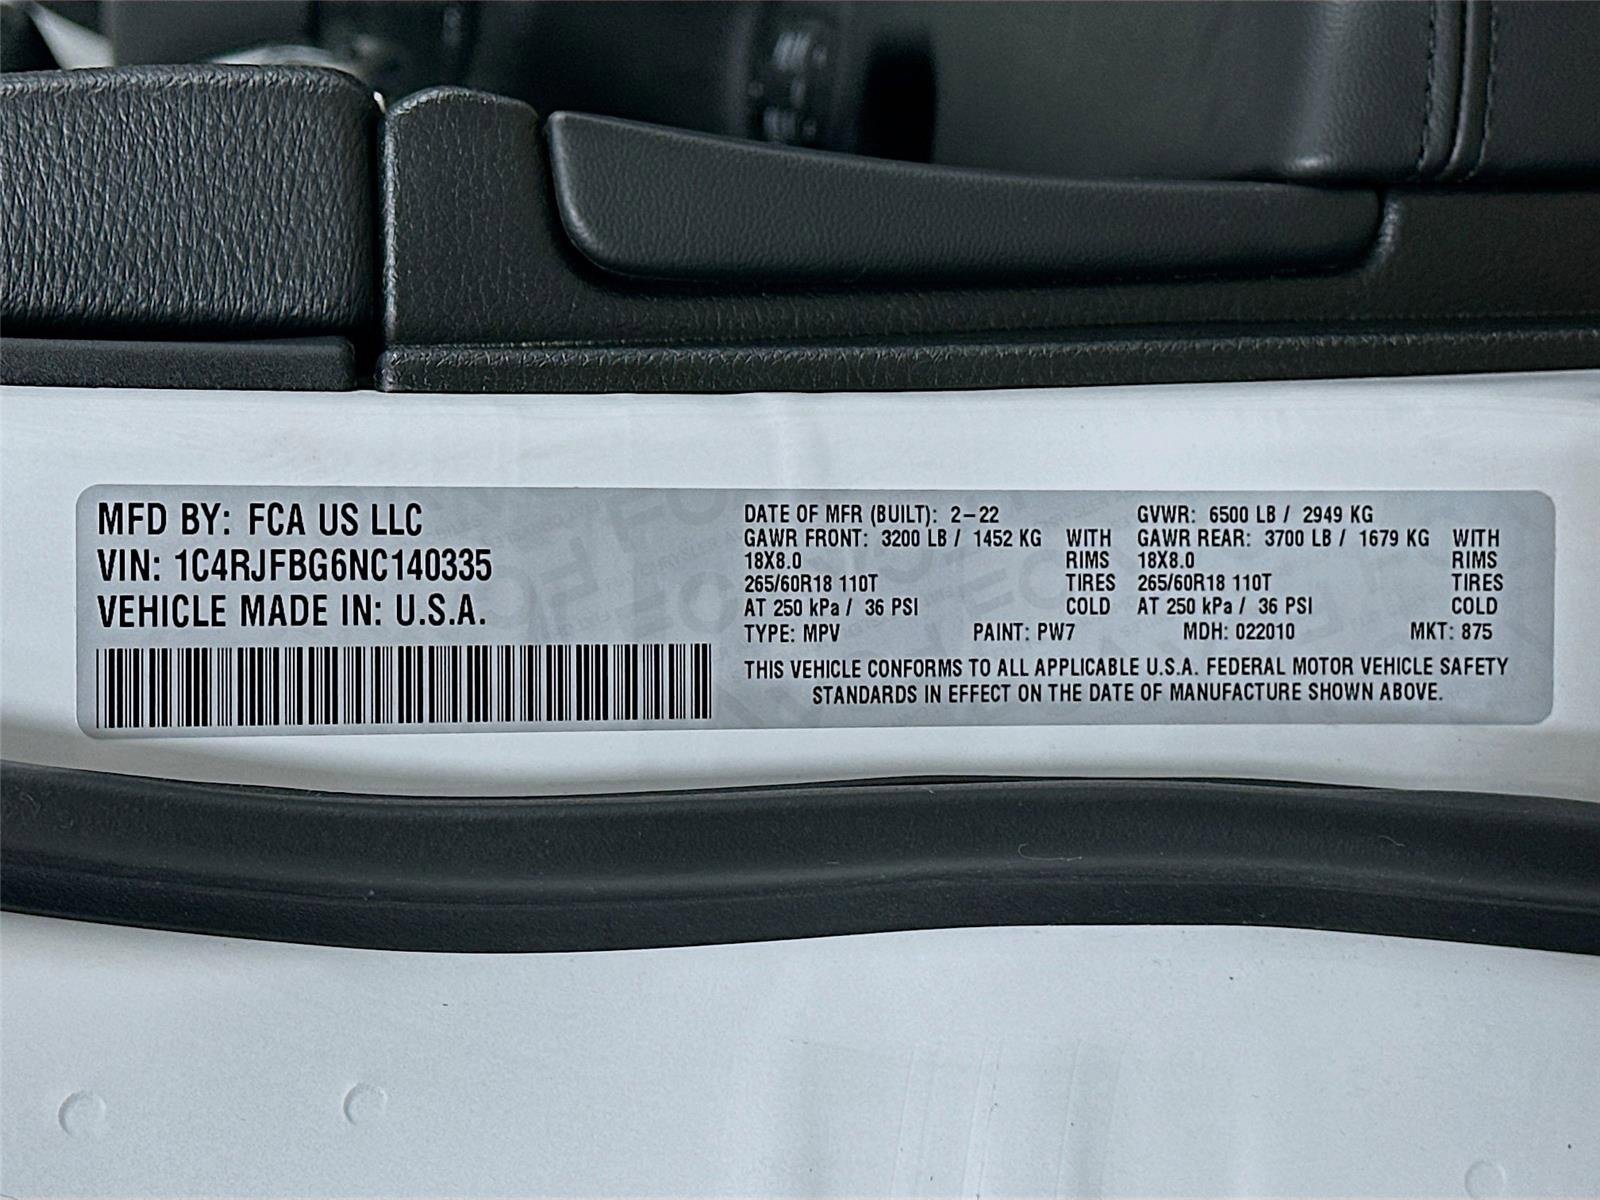 MFD BY: FCA US LLC
VIN: 1C4RJFBG6NC140335
VEHICLE MADE IN: U.S.A.
DATE OF MFR (BUILT): 2-22
GAWR FRONT: 3200 LB / 1452 KG WITH
18X8.0 RIMS
265/60R18 110T TIRES
AT 250 kPa / 36 PSI COLD
GVWR: 6500 LB / 2949 KG
GAWR REAR: 3700 LB / 1679 KG WITH
18X8.0 RIMS
265/60R18 110T TIRES
AT 250 kPa / 36 PSI COLD
TYPE: MPV PAINT: PW7 MDH: 022010 MKT: 875
THIS VEHICLE CONFORMS TO ALL APPLICABLE U.S.A. FEDERAL MOTOR VEHICLE SAFETY
STANDARDS IN EFFECT ON THE DATE OF MANUFACTURE SHOWN ABOVE.